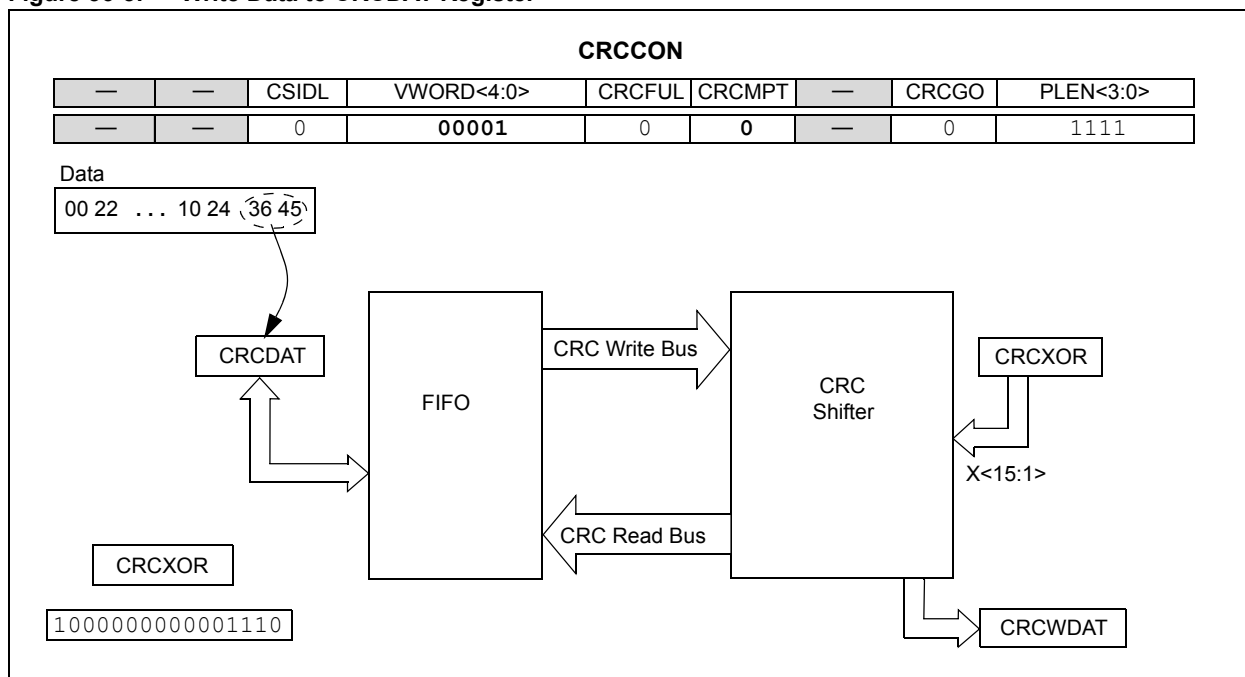 CRCCON
— — CSIDL VWORD<4:0> CRCFUL CRCMPT — CRCGO PLEN<3:0>
— — 0 00001 0 0 — 0 1111
Data
00 22 ... 10 24 36 45
CRCDAT
FIFO
CRC Write Bus
CRC
Shifter
CRCXOR
X<15:1>
CRC Read Bus
CRCXOR
1000000000001110
CRCWDAT